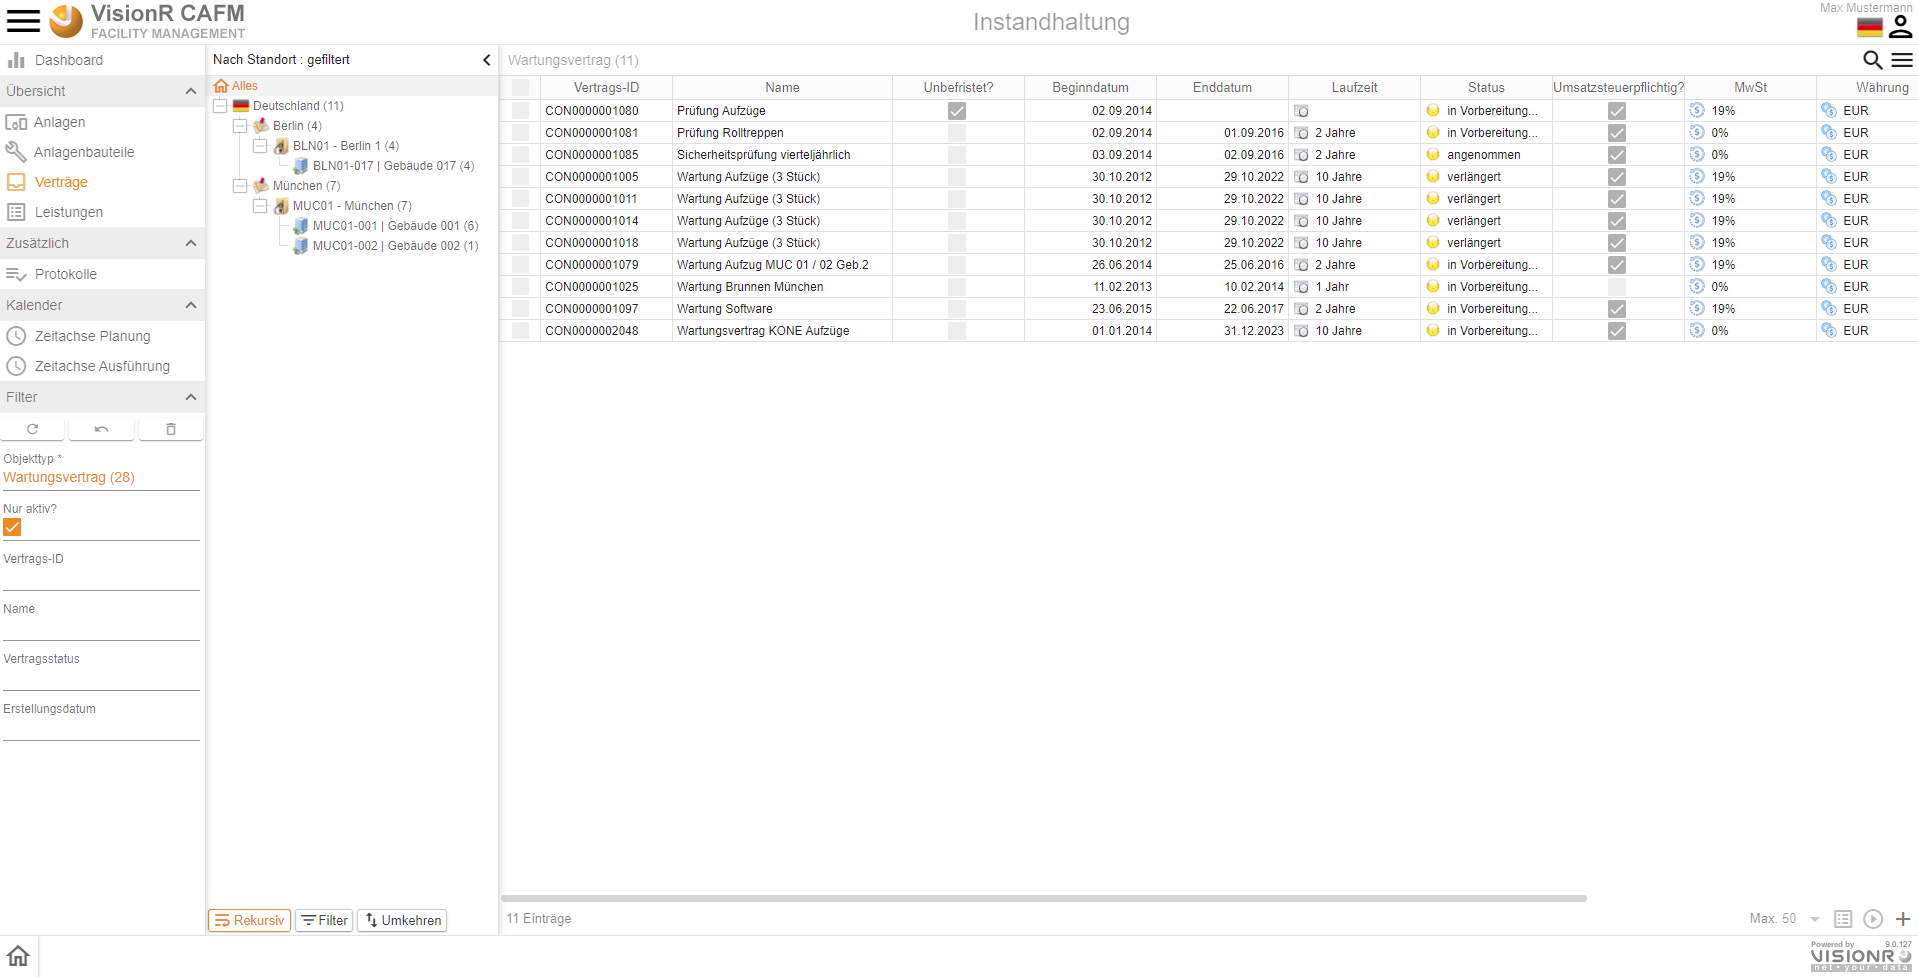 VisionR CAFM
FACILITY MANAGEMENT
Instandhaltung
Max Mustermann
Dashboard
Übersicht
Anlagen
Anlagenbauteile
Verträge
Leistungen
Zusätzlich
Protokolle
Kalender
Zeitachse Planung
Zeitachse Ausführung
Filter
Objekttyp *
Wartungsvertrag (28)
Nur aktiv?
Vertrags-ID
Name
Vertragsstatus
Erstellungsdatum
Nach Standort : gefiltert
Alles
Deutschland (11)
Berlin (4)
BLN01 - Berlin 1 (4)
BLN01-017 | Gebäude 017 (4)
München (7)
MUC01 - München (7)
MUC01-001 | Gebäude 001 (6)
MUC01-002 | Gebäude 002 (1)
Rekursiv Filter Umkehren
Wartungsvertrag (11)
Vertrags-ID Name Unbefristet? Beginndatum Enddatum Laufzeit Status Umsatzsteuerpflichtig? MwSt Währung
CON0000001080 Prüfung Aufzüge 02.09.2014 in Vorbereitung... 19% EUR
CON0000001081 Prüfung Rolltreppen 02.09.2014 01.09.2016 2 Jahre in Vorbereitung... 0% EUR
CON0000001085 Sicherheitsprüfung vierteljährlich 03.09.2014 02.09.2016 2 Jahre angenommen 0% EUR
CON0000001005 Wartung Aufzüge (3 Stück) 30.10.2012 29.10.2022 10 Jahre verlängert 19% EUR
CON0000001011 Wartung Aufzüge (3 Stück) 30.10.2012 29.10.2022 10 Jahre verlängert 19% EUR
CON0000001014 Wartung Aufzüge (3 Stück) 30.10.2012 29.10.2022 10 Jahre verlängert 19% EUR
CON0000001018 Wartung Aufzüge (3 Stück) 30.10.2012 29.10.2022 10 Jahre verlängert 19% EUR
CON0000001079 Wartung Aufzug MUC 01 / 02 Geb.2 26.06.2014 25.06.2016 2 Jahre in Vorbereitung... 19% EUR
CON0000001025 Wartung Brunnen München 11.02.2013 10.02.2014 1 Jahr in Vorbereitung... 0% EUR
CON0000001097 Wartung Software 23.06.2015 22.06.2017 2 Jahre in Vorbereitung... 19% EUR
CON0000002048 Wartungsvertrag KONE Aufzüge 01.01.2014 31.12.2023 10 Jahre in Vorbereitung... 0% EUR
11 Einträge
Max. 50
Powered by 9.0.127
VISIONR
net • your • data